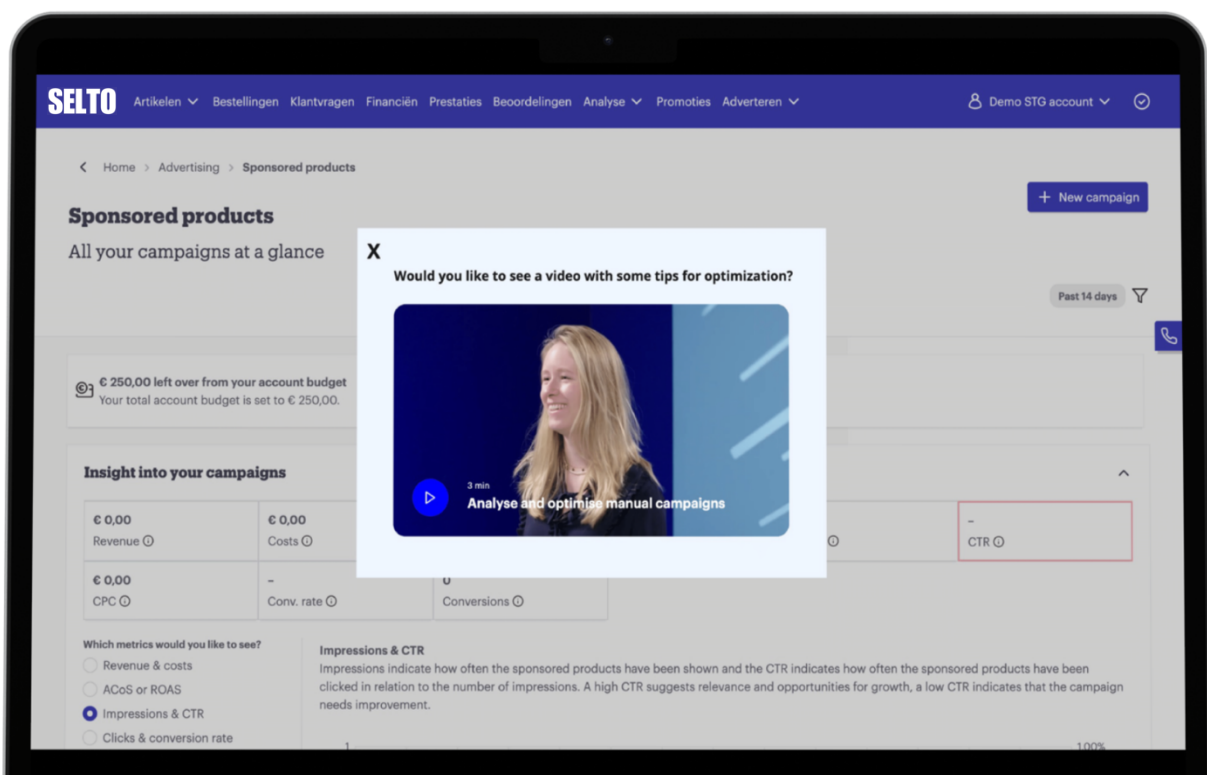 SELTO
Artikelen Bestellingen Klantvragen Financiën Prestaties Beoordelingen Analyse Promoties Adverteren Demo STG account
Home > Advertising > Sponsored products
+ New campaign
Sponsored products
All your campaigns at a glance
X
Would you like to see a video with some tips for optimization?
Past 14 days
€ 250,00 left over from your account budget
Your total account budget is set to € 250,00.
3 min
Analyse and optimise manual campaigns
Insight into your campaigns
€ 0,00
Revenue
€ 0,00
Costs
–
CTR
€ 0,00
CPC
–
Conv. rate
0
Conversions
Which metrics would you like to see?
Revenue & costs
ACoS or ROAS
Impressions & CTR
Clicks & conversion rate
Impressions & CTR
Impressions indicate how often the sponsored products have been shown and the CTR indicates how often the sponsored products have been
clicked in relation to the number of impressions. A high CTR suggests relevance and opportunities for growth, a low CTR indicates that the campaign
needs improvement.
1
100%